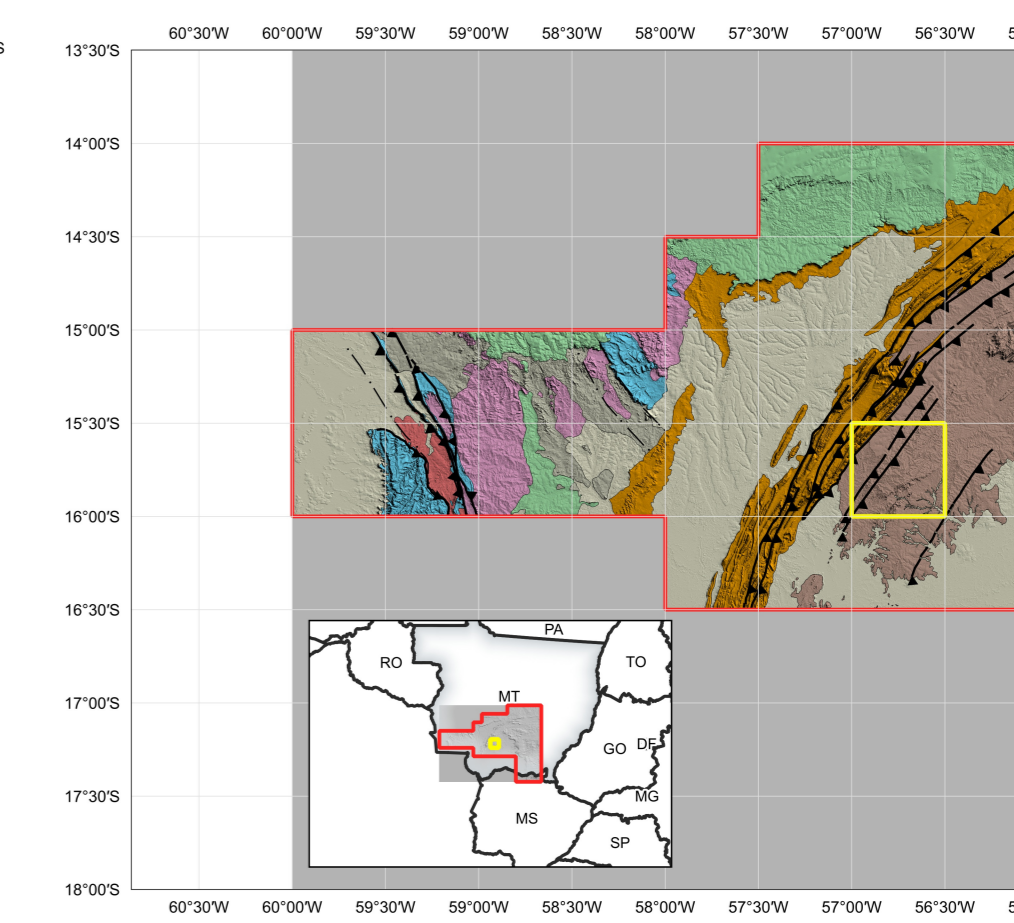 60°30′W 60°00′W 59°30′W 59°00′W 58°30′W 58°00′W 57°30′W 57°00′W 56°30′W 5
S
13°30′S
14°00′S
14°30′S
15°00′S
15°30′S
16°00′S
16°30′S
17°00′S
17°30′S
18°00′S
PA
RO
TO
MT
GO DF
MG
MS
SP
60°30′W 60°00′W 59°30′W 59°00′W 58°30′W 58°00′W 57°30′W 57°00′W 56°30′W 5